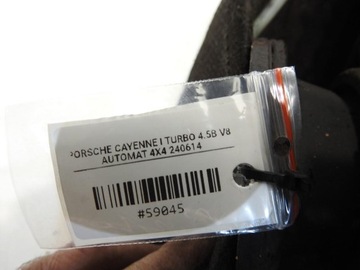 PORSCHE CAYENNE I TURBO 4.5B V8
AUTOMAT 4X4 240614
#59045